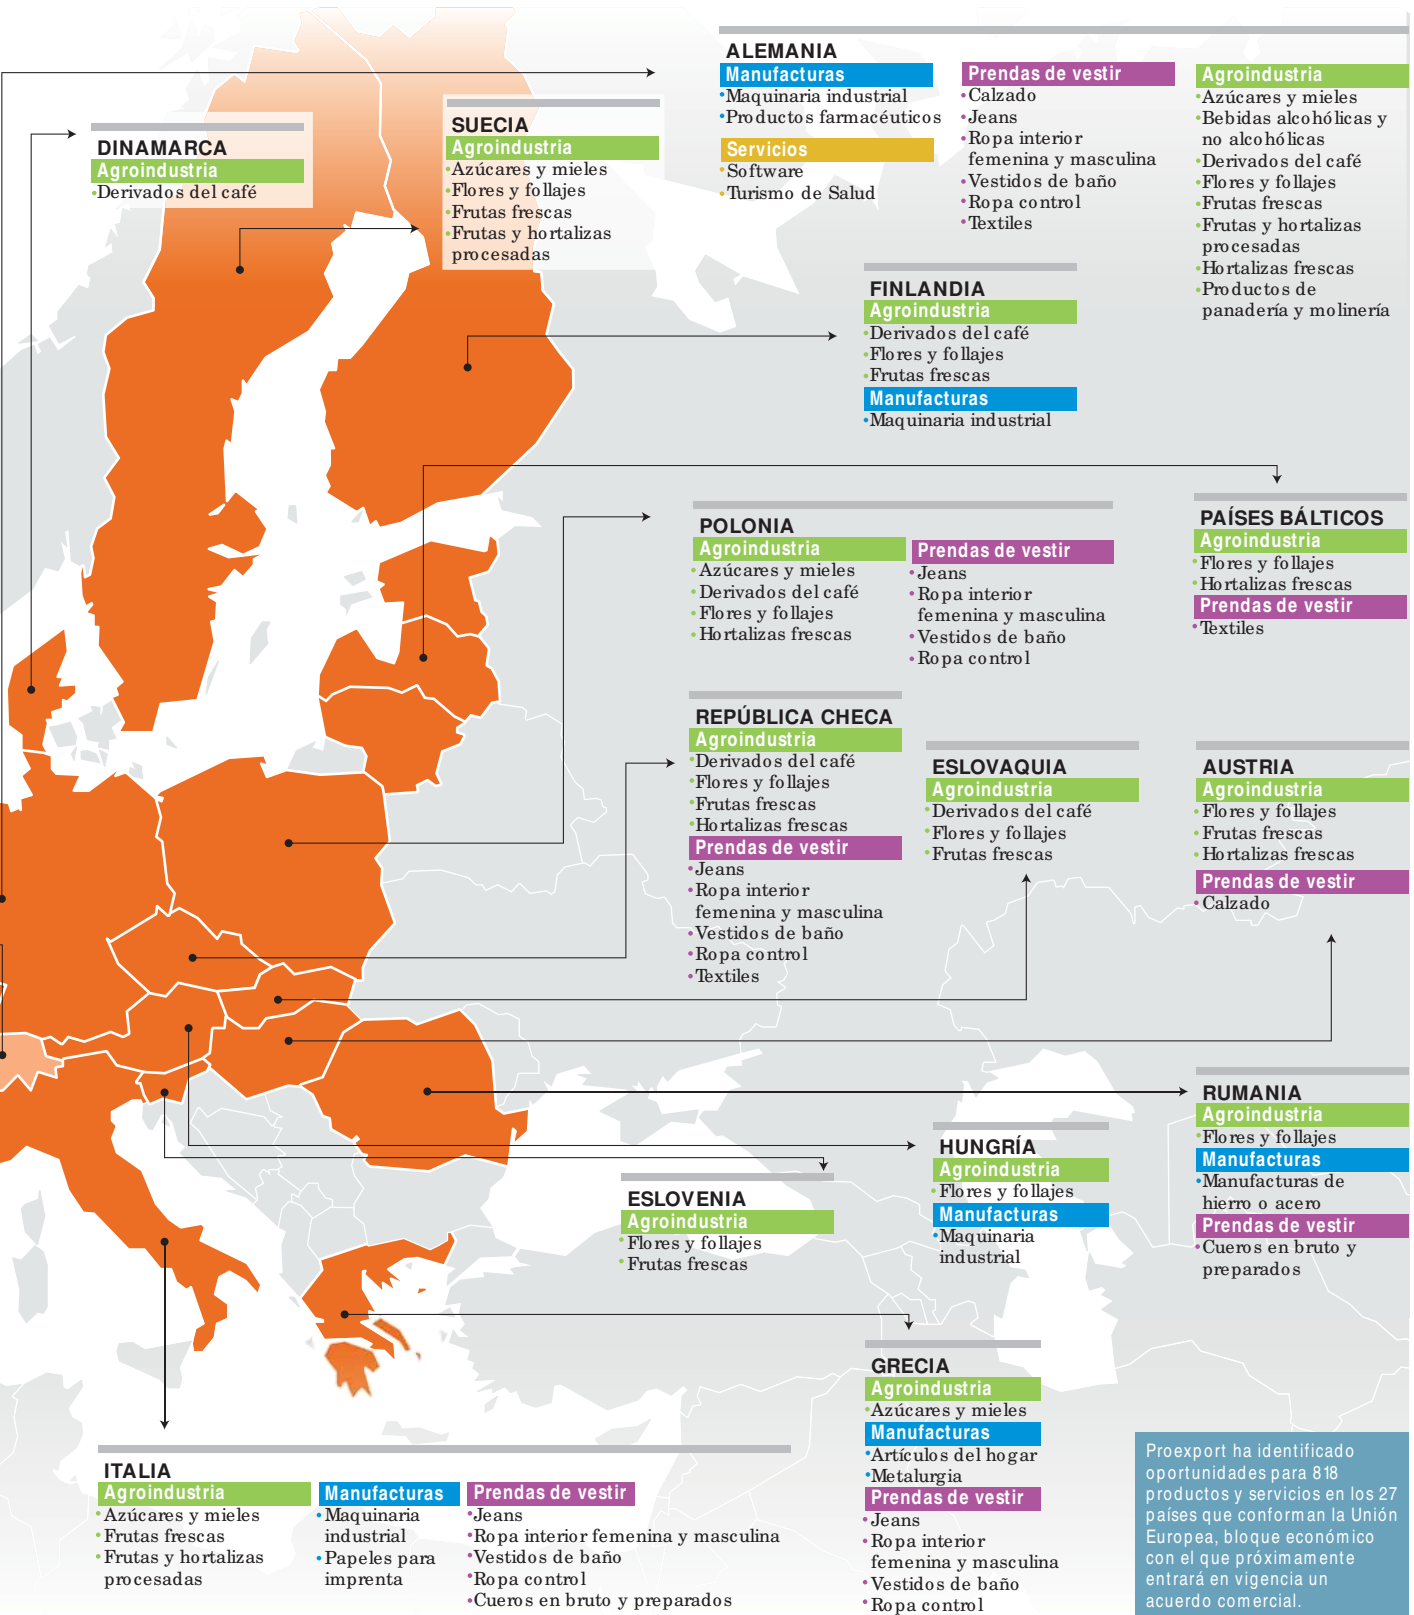 ALEMANIA
Manufacturas
•Maquinaria industrial
•Productos farmacéuticos
Servicios
•Software
•Turismo de Salud
Prendas de vestir
•Calzado
•Jeans
•Ropa interior
femenina y masculina
•Vestidos de baño
•Ropa control
•Textiles
Agroindustria
•Azúcares y mieles
•Bebidas alcohólicas y
no alcohólicas
•Derivados del café
•Flores y follajes
•Frutas frescas
•Frutas y hortalizas
procesadas
•Hortalizas frescas
•Productos de
panadería y molinería
DINAMARCA
Agroindustria
•Derivados del café
SUECIA
Agroindustria
•Azúcares y mieles
•Flores y follajes
•Frutas frescas
•Frutas y hortalizas
procesadas
FINLANDIA
Agroindustria
•Derivados del café
•Flores y follajes
•Frutas frescas
Manufacturas
•Maquinaria industrial
POLONIA
Agroindustria
•Azúcares y mieles
•Derivados del café
•Flores y follajes
•Hortalizas frescas
Prendas de vestir
•Jeans
•Ropa interior
femenina y masculina
•Vestidos de baño
•Ropa control
PAÍSES BÁLTICOS
Agroindustria
•Flores y follajes
•Hortalizas frescas
Prendas de vestir
•Textiles
REPÚBLICA CHECA
Agroindustria
•Derivados del café
•Flores y follajes
•Frutas frescas
•Hortalizas frescas
Prendas de vestir
•Jeans
•Ropa interior
femenina y masculina
•Vestidos de baño
•Ropa control
•Textiles
ESLOVAQUIA
Agroindustria
•Derivados del café
•Flores y follajes
•Frutas frescas
AUSTRIA
Agroindustria
•Flores y follajes
•Frutas frescas
•Hortalizas frescas
Prendas de vestir
•Calzado
RUMANIA
Agroindustria
•Flores y follajes
Manufacturas
•Manufacturas de
hierro o acero
Prendas de vestir
•Cueros en bruto y
preparados
HUNGRÍA
Agroindustria
•Flores y follajes
Manufacturas
•Maquinaria
industrial
ESLOVENIA
Agroindustria
•Flores y follajes
•Frutas frescas
GRECIA
Agroindustria
•Azúcares y mieles
Manufacturas
•Artículos del hogar
•Metalurgia
Prendas de vestir
•Jeans
•Ropa interior
femenina y masculina
•Vestidos de baño
•Ropa control
ITALIA
Agroindustria
•Azúcares y mieles
•Frutas frescas
•Frutas y hortalizas
procesadas
Manufacturas
•Maquinaria
industrial
•Papeles para
imprenta
Prendas de vestir
•Jeans
•Ropa interior femenina y masculina
•Vestidos de baño
•Ropa control
•Cueros en bruto y preparados
Proexport ha identificado
oportunidades para 818
productos y servicios en los 27
países que conforman la Unión
Europea, bloque económico
con el que próximamente
entrará en vigencia un
acuerdo comercial.